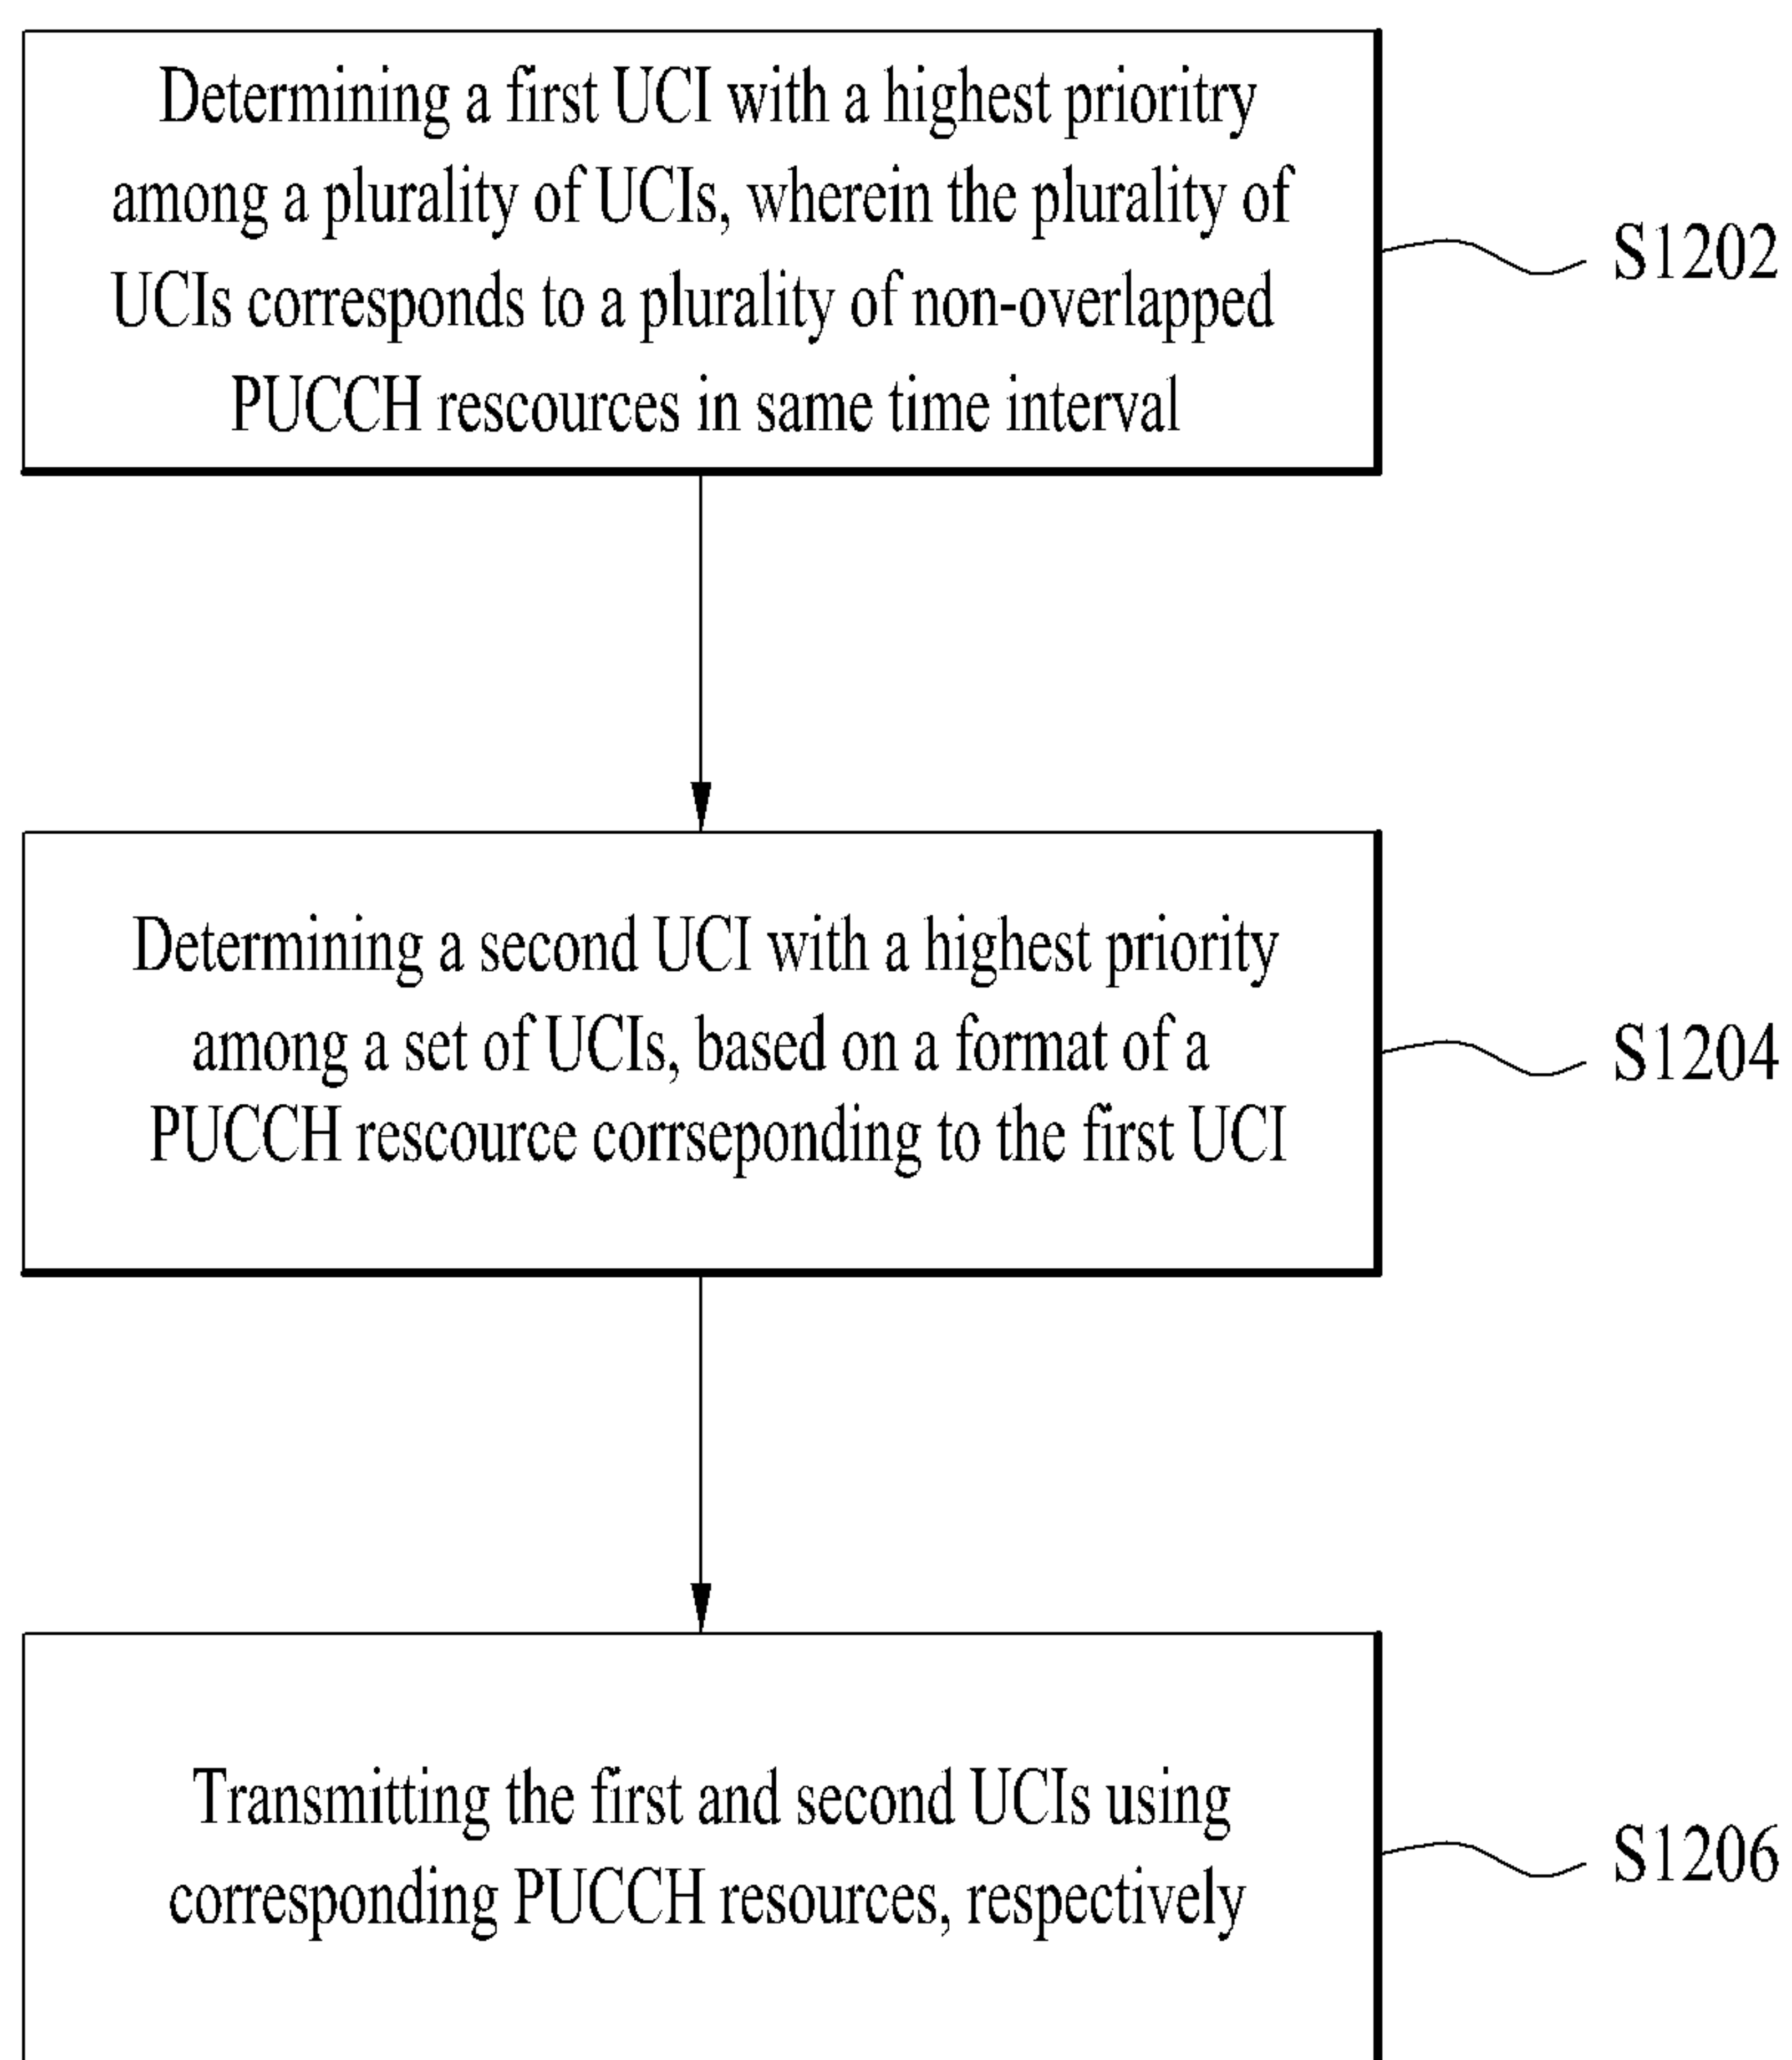 Determining a first UCI with a highest prioritry
among a plurality of UCIs, wherein the plurality of
UCIs corresponds to a plurality of non-overlapped
PUCCH rescources in same time interval
S1202
Determining a second UCI with a highest priority
among a set of UCIs, based on a format of a
PUCCH rescource corrseponding to the first UCI
S1204
Transmitting the first and second UCIs using
corresponding PUCCH resources, respectively
S1206